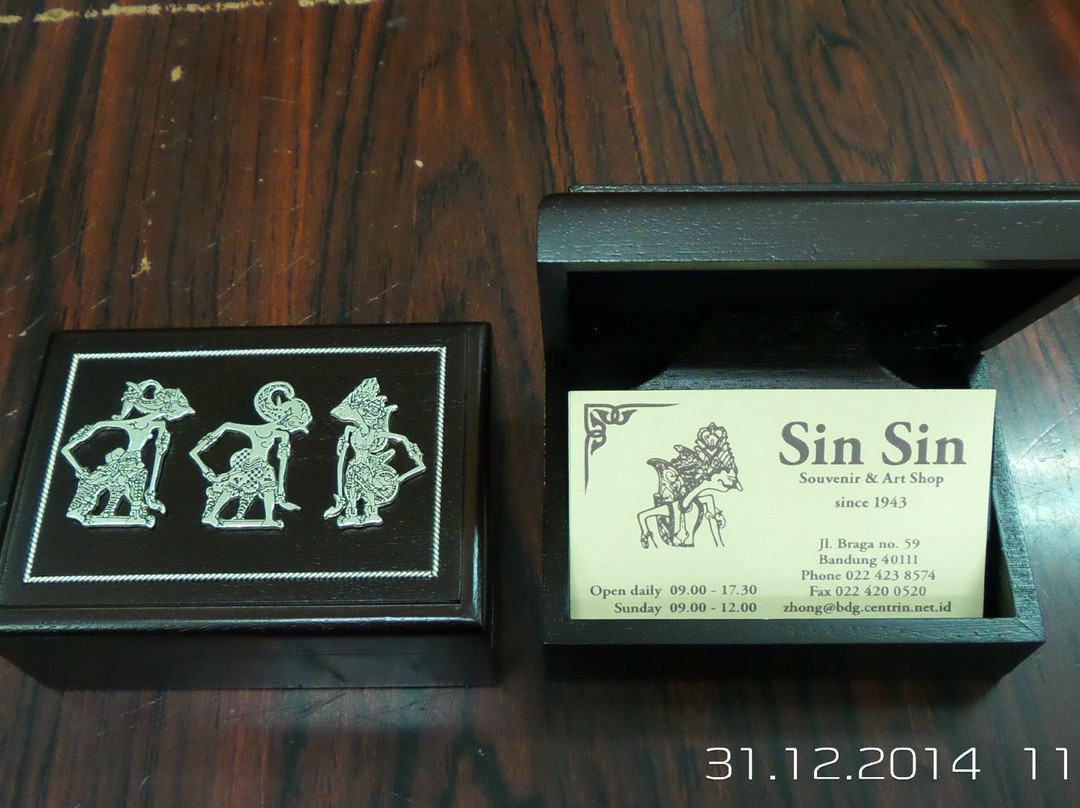 Sin Sin
Souvenir & Art Shop
since 1943
Jl. Braga no. 59
Bandung 40111
Phone 022 423 8574
Fax 022 420 0520
zhong@bdg.centrin.net.id
Open daily 09.00 - 17.30
Sunday 09.00 - 12.00
31.12.2014 11